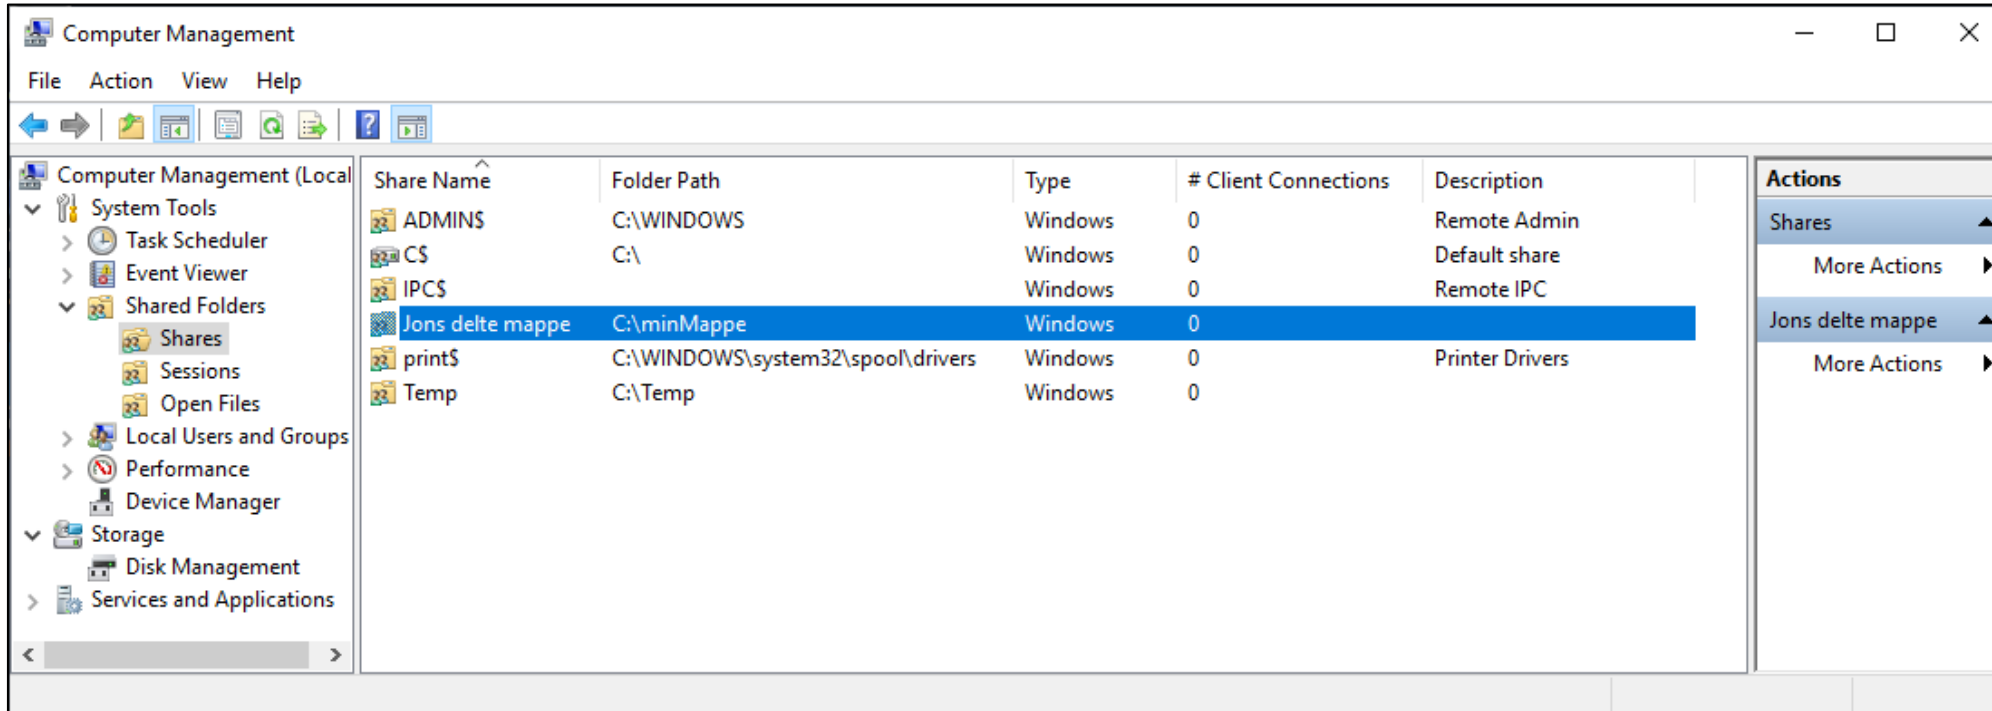 Computer Management
File Action View Help
Computer Management (Local
System Tools
Task Scheduler
Event Viewer
Shared Folders
Shares
Sessions
Open Files
Local Users and Groups
Performance
Device Manager
Storage
Disk Management
Services and Applications
Share Name Folder Path Type # Client Connections Description
ADMIN$ C:\WINDOWS Windows 0 Remote Admin
C$ C:\ Windows 0 Default share
IPC$ Windows 0 Remote IPC
Jons delte mappe C:\minMappe Windows 0
print$ C:\WINDOWS\system32\spool\drivers Windows 0 Printer Drivers
Temp C:\Temp Windows 0
Actions
Shares
More Actions
Jons delte mappe
More Actions